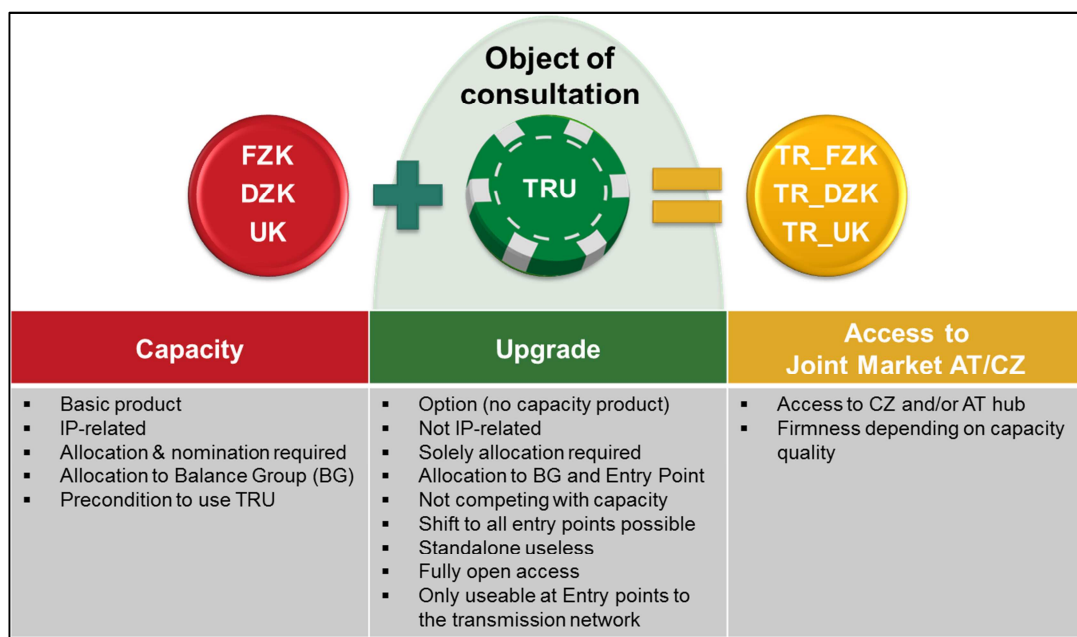 Object of
consultation
FZK
DZK
UK
TRU
TR_FZK
TR_DZK
TR_UK
Capacity
Upgrade
Access to
Joint Market AT/CZ
▪ Basic product
▪ IP-related
▪ Allocation & nomination required
▪ Allocation to Balance Group (BG)
▪ Precondition to use TRU
▪ Option (no capacity product)
▪ Not IP-related
▪ Solely allocation required
▪ Allocation to BG and Entry Point
▪ Not competing with capacity
▪ Shift to all entry points possible
▪ Standalone useless
▪ Fully open access
▪ Only useable at Entry points to
the transmission network
▪ Access to CZ and/or AT hub
▪ Firmness depending on capacity
quality